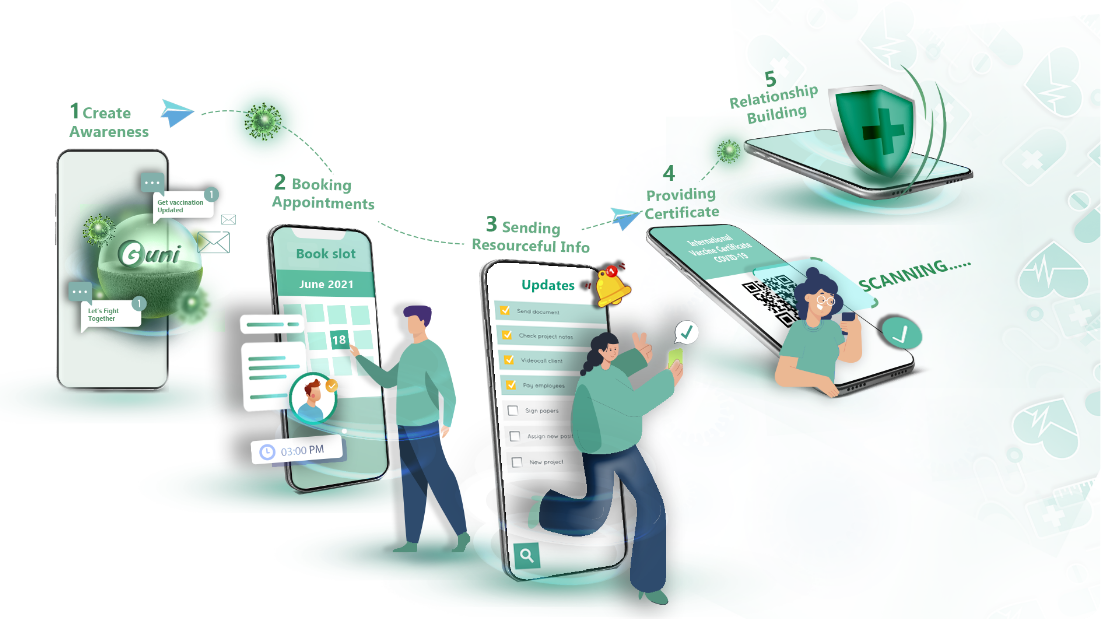 1 Create
Awareness
Get vaccination
Updated
1
Guni
Let's Fight
Together
1
2 Booking
Appointments
Book slot
June 2021
18
03:00 PM
3 Sending
Resourceful Info
Updates
1
Send document
Check project notes
Videocall client
Pay employees
Sign papers
Assign new
New project
4
Providing
Certificate
International
Vaccine Certificate
COVID-19
SCANNING.....
5
Relationship
Building